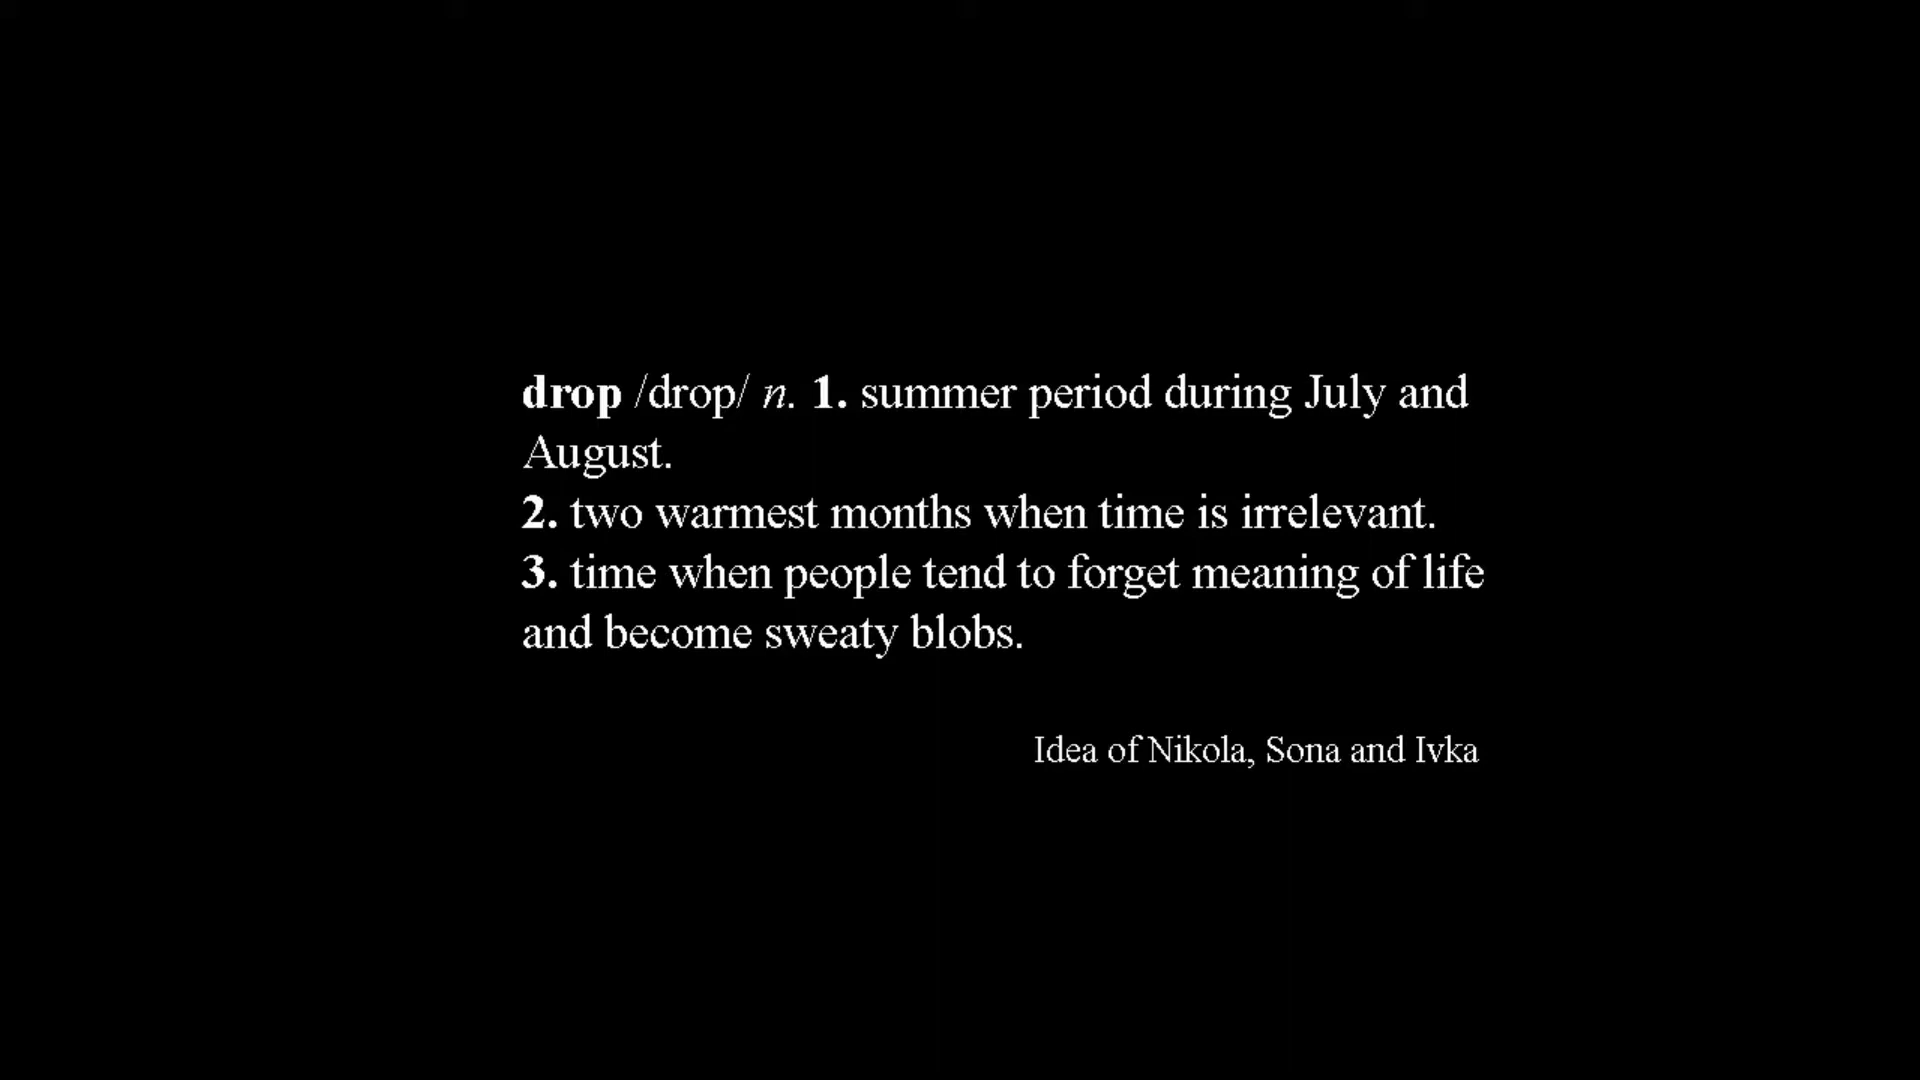 drop /drop/ n. 1. summer period during July and
August.
2. two warmest months when time is irrelevant.
3. time when people tend to forget meaning of life
and become sweaty blobs.
Idea of Nikola, Sona and Ivka